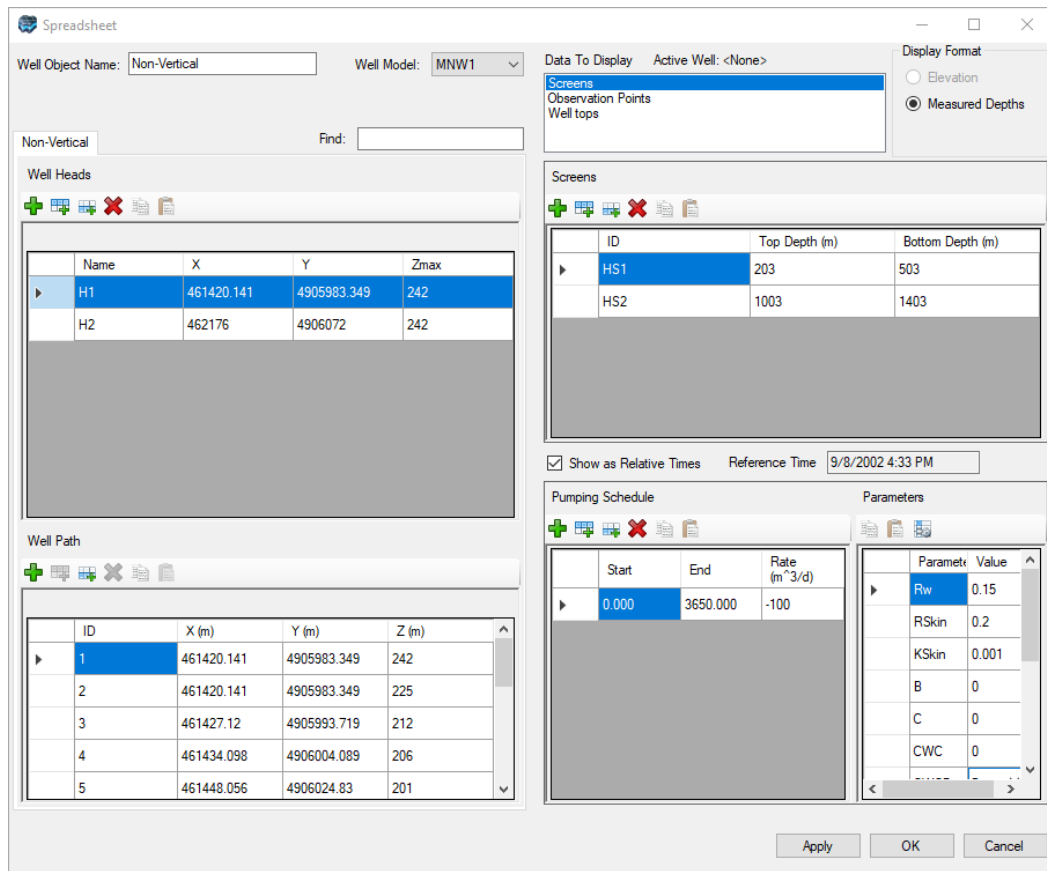 Spreadsheet
Well Object Name: Non-Vertical Well Model: MNW1
Non-Vertical Find:
Well Heads
Name X Y Zmax
H1 461420.141 4905983.349 242
H2 462176 4906072 242
Well Path
ID X (m) Y (m) Z (m)
1 461420.141 4905983.349 242
2 461420.141 4905983.349 225
3 461427.12 4905993.719 212
4 461434.098 4906004.089 206
5 461448.056 4906024.83 201
Data To Display Active Well: <None>
Screens
Observation Points
Well tops
Display Format
Elevation
Measured Depths
Screens
ID Top Depth (m) Bottom Depth (m)
HS1 203 503
HS2 1003 1403
Show as Relative Times Reference Time 9/8/2002 4:33 PM
Pumping Schedule
Start End Rate
(m^3/d)
0.000 3650.000 -100
Parameters
Paramete Value
Rw 0.15
RSkin 0.2
KSkin 0.001
B 0
C 0
CWC 0
Apply OK Cancel